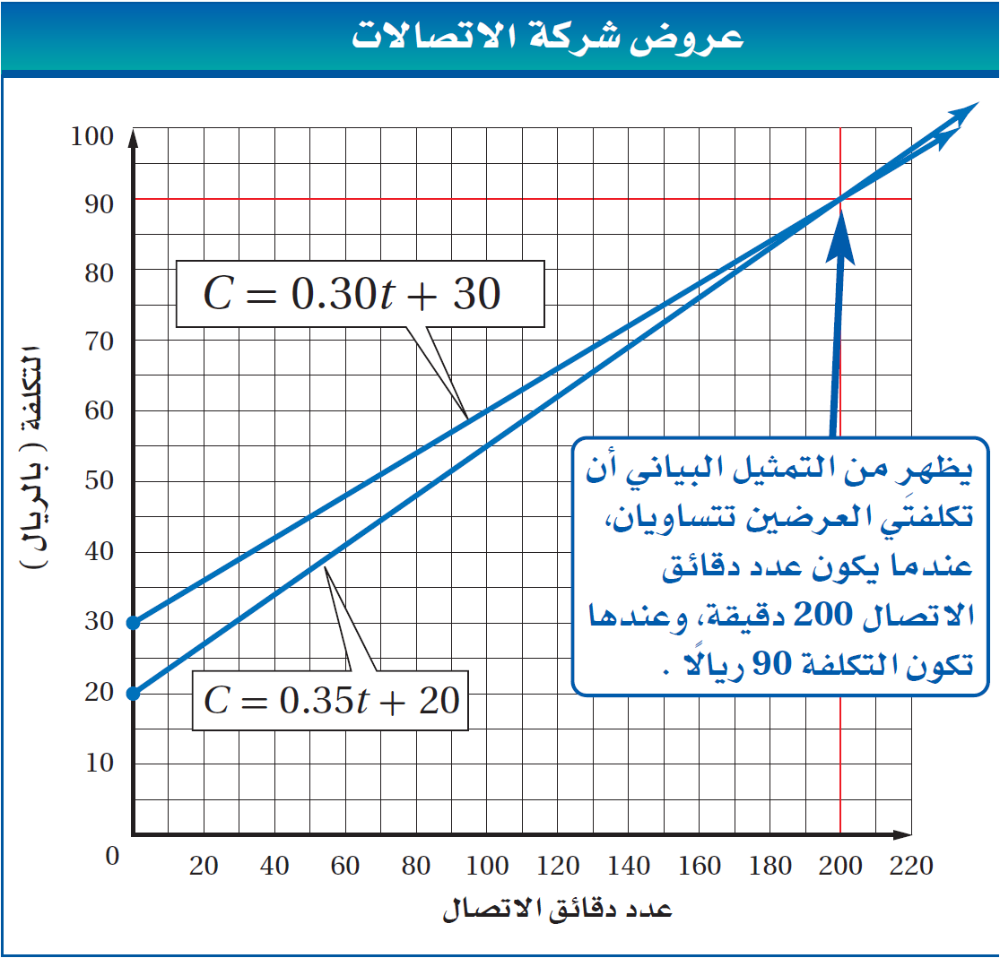 عروض شركة الاتصالات
100
90
80
70
60
50
40
30
20
10
0
التكلفة ( بالريال )
C = 0.30t + 30
C = 0.35t + 20
يظهر من التمثيل البياني أن
تكلفتَي العرضين تتساويان،
عندما يكون عدد دقائق
الاتصال 200 دقيقة، وعندها
تكون التكلفة 90 ريالًا .
20 40 60 80 100 120 140 160 180 200 220
عدد دقائق الاتصال